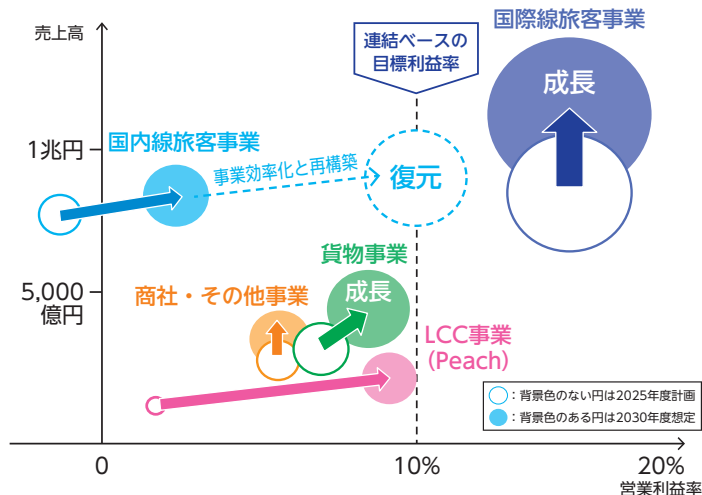 売上高
国際線旅客事業
連結ベースの
目標利益率
成長
1兆円
国内線旅客事業
事業効率化と再構築
復元
貨物事業
成長
商社・その他事業
5,000
億円
LCC事業
(Peach)
：背景色のない円は2025年度計画
：背景色のある円は2030年度想定
0
10%
20%
営業利益率